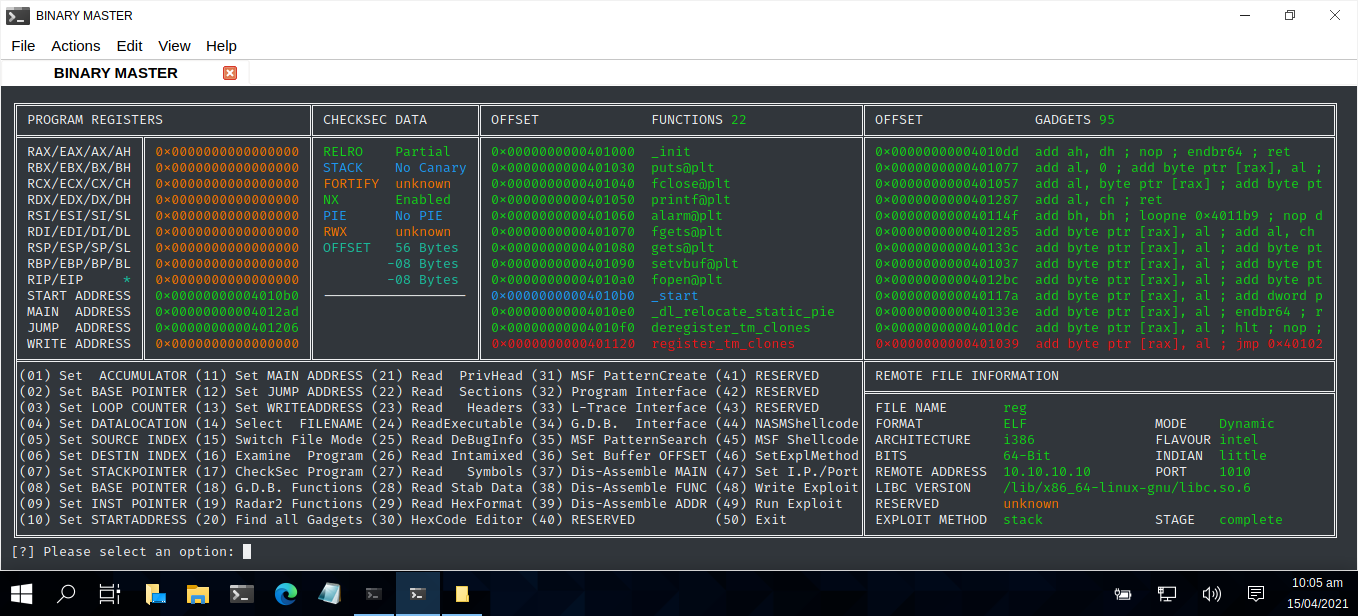 BINARY MASTER
File Actions Edit View Help
BINARY MASTER
PROGRAM REGISTERS CHECKSEC DATA OFFSET FUNCTIONS 22 OFFSET GADGETS 95
RAX/EAX/AX/AH 0×0000000000000000 RELRO Partial 0×0000000000401000 _init 0×00000000004010dd add ah, dh ; nop ; endbr64 ; ret
RBX/EBX/BX/BH 0×0000000000000000 STACK No Canary 0×0000000000401030 puts@plt 0×0000000000401077 add al, 0 ; add byte ptr [rax], al ;
RCX/ECX/CX/CH 0×0000000000000000 FORTIFY unknown 0×0000000000401040 fclose@plt 0×0000000000401057 add al, byte ptr [rax] ; add byte pt
RDX/EDX/DX/DH 0×0000000000000000 NX Enabled 0×0000000000401050 printf@plt 0×0000000000401287 add al, ch ; ret
RSI/ESI/SI/SL 0×0000000000000000 PIE No PIE 0×0000000000401060 alarm@plt 0×000000000040114f add bh, bh ; loopne 0×4011b9 ; nop d
RDI/EDI/DI/DL 0×0000000000000000 RWX unknown 0×0000000000401070 fgets@plt 0×0000000000401285 add byte ptr [rax], al ; add al, ch
RSP/ESP/SP/SL 0×0000000000000000 OFFSET 56 Bytes 0×0000000000401080 gets@plt 0×000000000040133c add byte ptr [rax], al ; add byte pt
RBP/EBP/BP/BL 0×0000000000000000 -08 Bytes 0×0000000000401090 setvbuf@plt 0×0000000000401037 add byte ptr [rax], al ; add byte pt
RIP/EIP * 0×0000000000000000 -08 Bytes 0×00000000004010a0 fopen@plt 0×00000000004012bc add byte ptr [rax], al ; add byte pt
START ADDRESS 0×00000000004010b0 0×00000000004010b0 _start 0×000000000040117a add byte ptr [rax], al ; add dword p
MAIN ADDRESS 0×00000000004012ad 0×00000000004010e0 _dl_relocate_static_pie 0×000000000040133e add byte ptr [rax], al ; endbr64 ; r
JUMP ADDRESS 0×0000000000401206 0×00000000004010f0 deregister_tm_clones 0×00000000004010dc add byte ptr [rax], al ; hlt ; nop ;
WRITE ADDRESS 0×0000000000000000 0×0000000000401120 register_tm_clones 0×0000000000401039 add byte ptr [rax], al ; jmp 0×40102
(01) Set ACCUMULATOR (11) Set MAIN ADDRESS (21) Read PrivHead (31) MSF PatternCreate (41) RESERVED REMOTE FILE INFORMATION
(02) Set BASE POINTER (12) Set JUMP ADDRESS (22) Read Sections (32) Program Interface (42) RESERVED
(03) Set LOOP COUNTER (13) Set WRITEADDRESS (23) Read Headers (33) L-Trace Interface (43) RESERVED FILE NAME reg
(04) Set DATALOCATION (14) Select FILENAME (24) ReadExecutable (34) G.D.B. Interface (44) NASMShellcode FORMAT ELF MODE Dynamic
(05) Set SOURCE INDEX (15) Switch File Mode (25) Read DeBugInfo (35) MSF PatternSearch (45) MSF Shellcode ARCHITECTURE i386 FLAVOUR intel
(06) Set DESTIN INDEX (16) Examine Program (26) Read Intamixed (36) Set Buffer OFFSET (46) SetExplMethod BITS 64-Bit INDIAN little
(07) Set STACKPOINTER (17) CheckSec Program (27) Read Symbols (37) Dis-Assemble MAIN (47) Set I.P./Port REMOTE ADDRESS 10.10.10.10 PORT 1010
(08) Set BASE POINTER (18) G.D.B. Functions (28) Read Stab Data (38) Dis-Assemble FUNC (48) Write Exploit LIBC VERSION /lib/x86_64-linux-gnu/libc.so.6
(09) Set INST POINTER (19) Radar2 Functions (29) Read HexFormat (39) Dis-Assemble ADDR (49) Run Exploit RESERVED unknown
(10) Set STARTADDRESS (20) Find all Gadgets (30) HexCode Editor (40) RESERVED (50) Exit EXPLOIT METHOD stack STAGE complete
[?] Please select an option:
10:05 am
15/04/2021